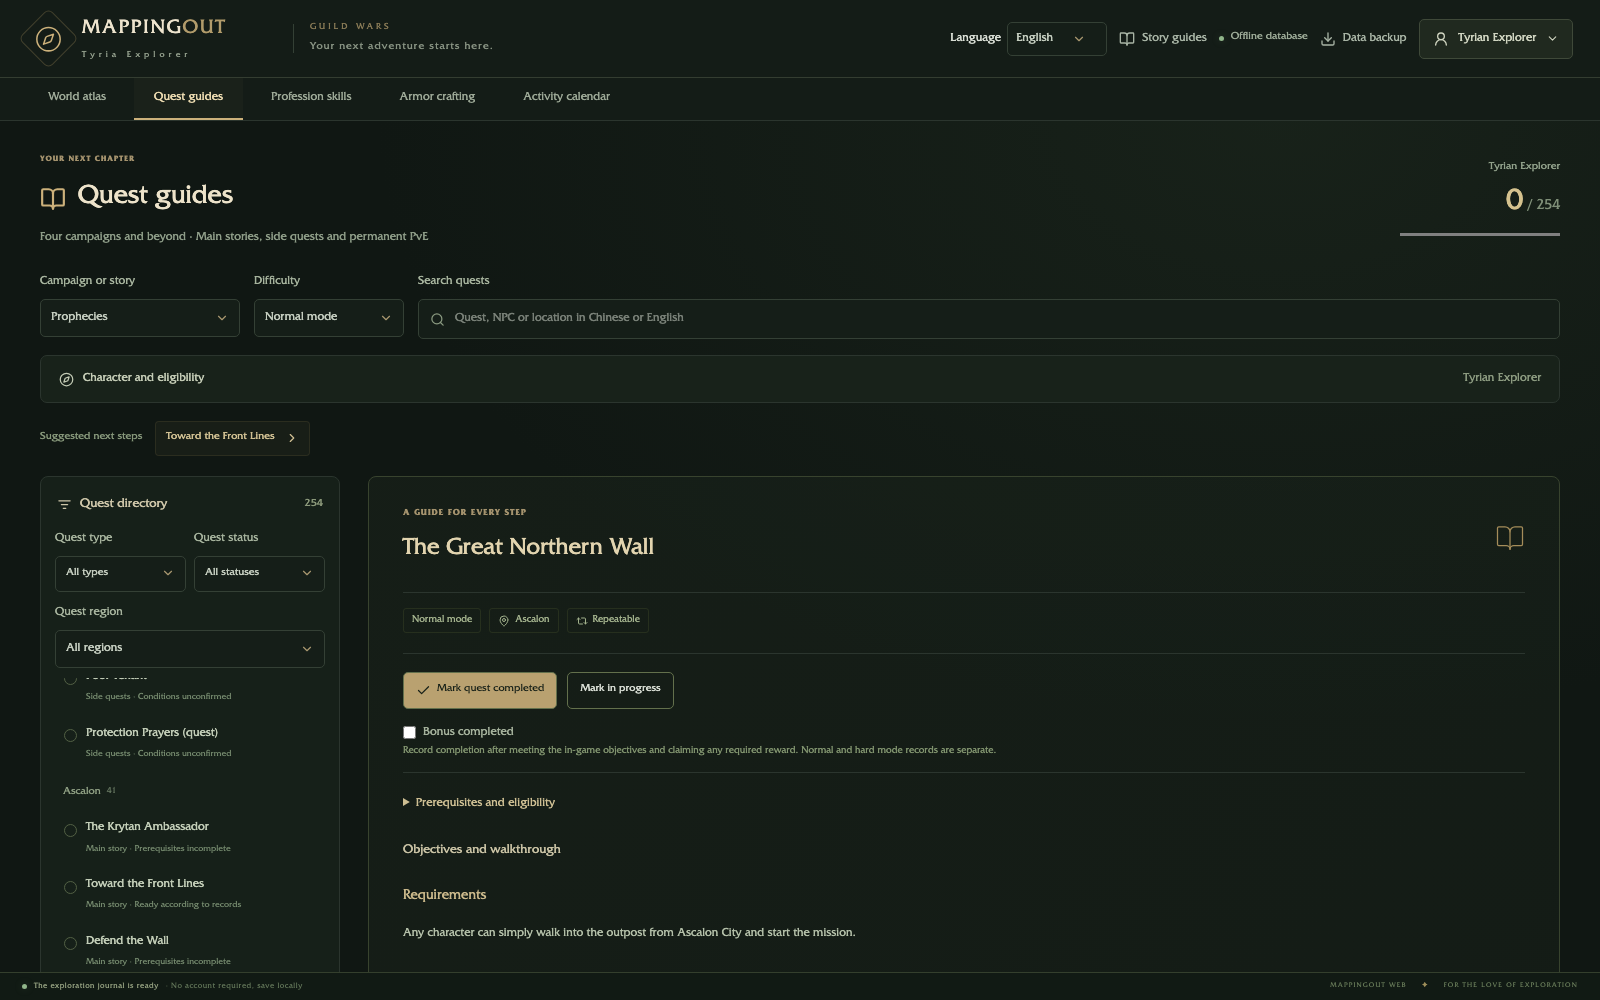 MAPPINGOUT
Tyria Explorer
GUILD WARS
Your next adventure starts here.
Language
English
Story guides
Offline database
Data backup
Tyrian Explorer
World atlas
Quest guides
Profession skills
Armor crafting
Activity calendar
YOUR NEXT CHAPTER
Quest guides
Four campaigns and beyond · Main stories, side quests and permanent PvE
Tyrian Explorer
0 / 254
Campaign or story
Difficulty
Search quests
Prophecies
Normal mode
Quest, NPC or location in Chinese or English
Character and eligibility
Tyrian Explorer
Suggested next steps
Toward the Front Lines
Quest directory
254
Quest type
Quest status
All types
All statuses
Quest region
All regions
Side quests · Conditions unconfirmed
Protection Prayers (quest)
Side quests · Conditions unconfirmed
Ascalon 41
The Krytan Ambassador
Main story · Prerequisites incomplete
Toward the Front Lines
Main story · Ready according to records
Defend the Wall
Main story · Prerequisites incomplete
A GUIDE FOR EVERY STEP
The Great Northern Wall
Normal mode
Ascalon
Repeatable
Mark quest completed
Mark in progress
Bonus completed
Record completion after meeting the in-game objectives and claiming any required reward. Normal and hard mode records are separate.
Prerequisites and eligibility
Objectives and walkthrough
Requirements
Any character can simply walk into the outpost from Ascalon City and start the mission.
The exploration journal is ready · No account required, save locally
MAPPINGOUT WEB ✦ FOR THE LOVE OF EXPLORATION